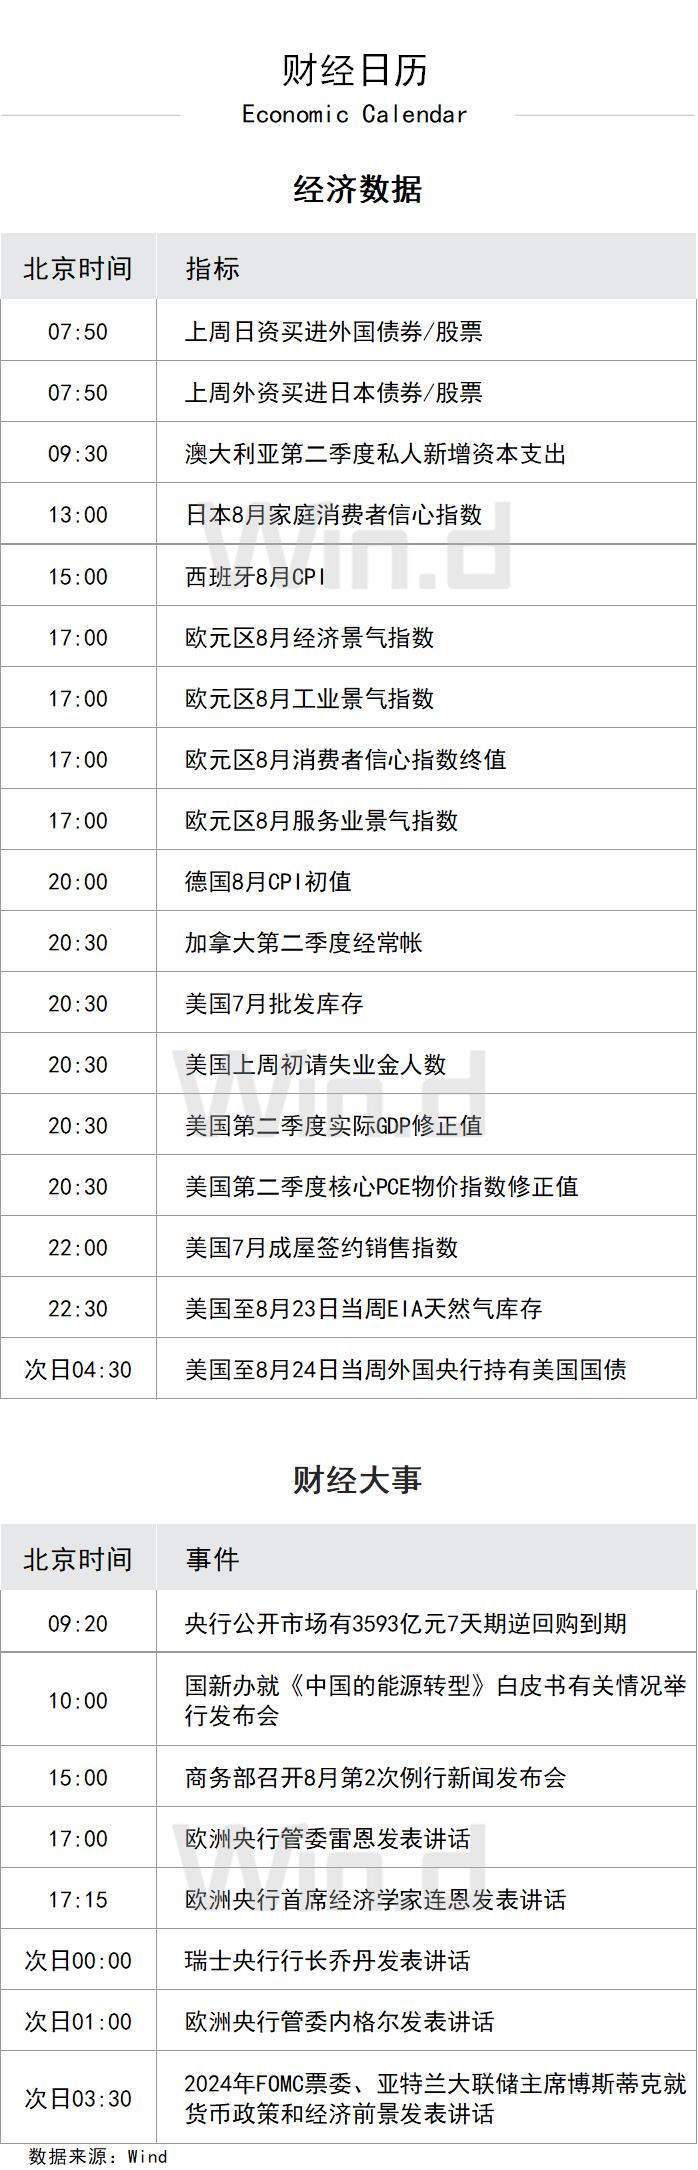 财经日历
Economic Calendar
经济数据
北京时间 指标
07:50 上周日资买进外国债券/股票
07:50 上周外资买进日本债券/股票
09:30 澳大利亚第二季度私人新增资本支出
13:00 日本8月家庭消费者信心指数
Win.d
15:00 西班牙8月CPI
17:00 欧元区8月经济景气指数
17:00 欧元区8月工业景气指数
17:00 欧元区8月消费者信心指数终值
17:00 欧元区8月服务业景气指数
20:00 德国8月CPI初值
20:30 加拿大第二季度经常帐
20:30 美国7月批发库存
20:30 美国上周初请失业金人数
Win.d
20:30 美国第二季度实际GDP修正值
20:30 美国第二季度核心PCE物价指数修正值
22:00 美国7月成屋签约销售指数
22:30 美国至8月23日当周EIA天然气库存
次日04:30 美国至8月24日当周外国央行持有美国国债
财经大事
北京时间 事件
09:20 央行公开市场有3593亿元7天期逆回购到期
10:00 国新办就《中国的能源转型》白皮书有关情况举
行发布会
15:00 商务部召开8月第2次例行新闻发布会
17:00 欧洲央行管委雷恩发表讲话
Win.d
17:15 欧洲央行首席经济学家连恩发表讲话
次日00:00 瑞士央行行长乔丹发表讲话
次日01:00 欧洲央行管委内格尔发表讲话
次日03:30 2024年FOMC票委、亚特兰大联储主席博斯蒂克就
货币政策和经济前景发表讲话
数据来源：Wind